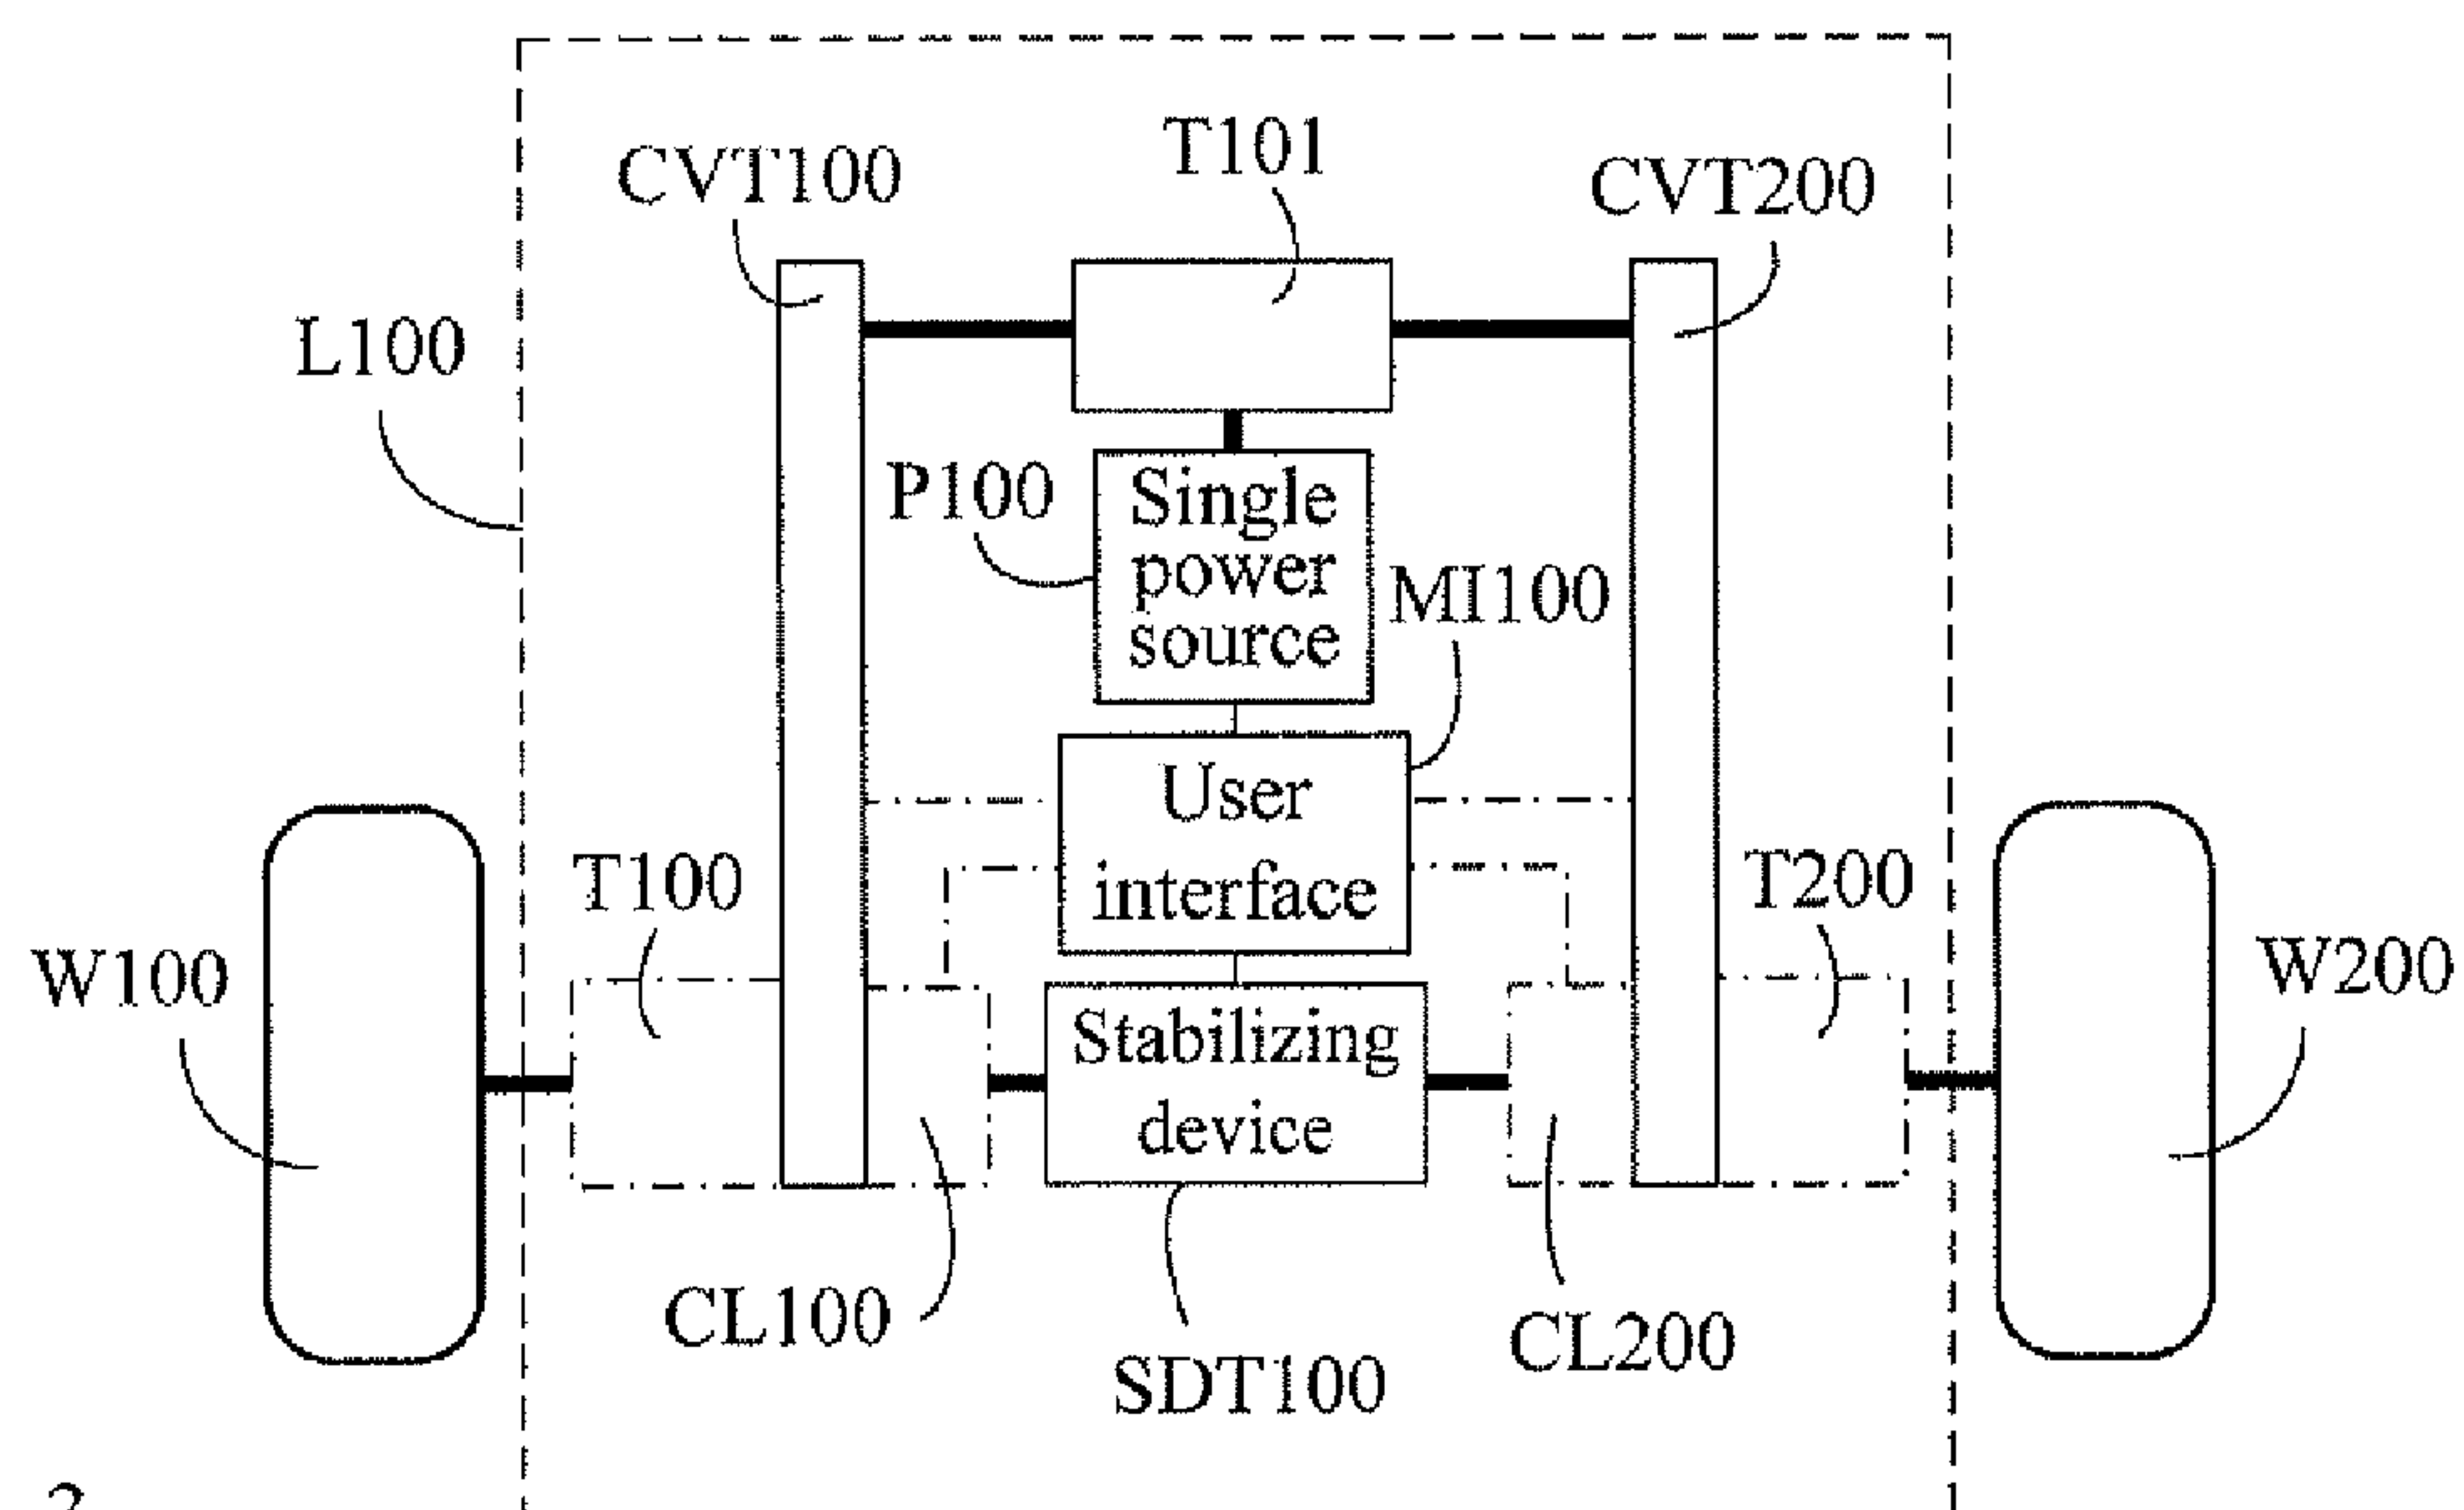 T101
CVT100
CVT200
L100
P100
Single
power
source
MI100
User
interface
T100
T200
W100
W200
Stabilizing
device
CL100
CL200
SDT100